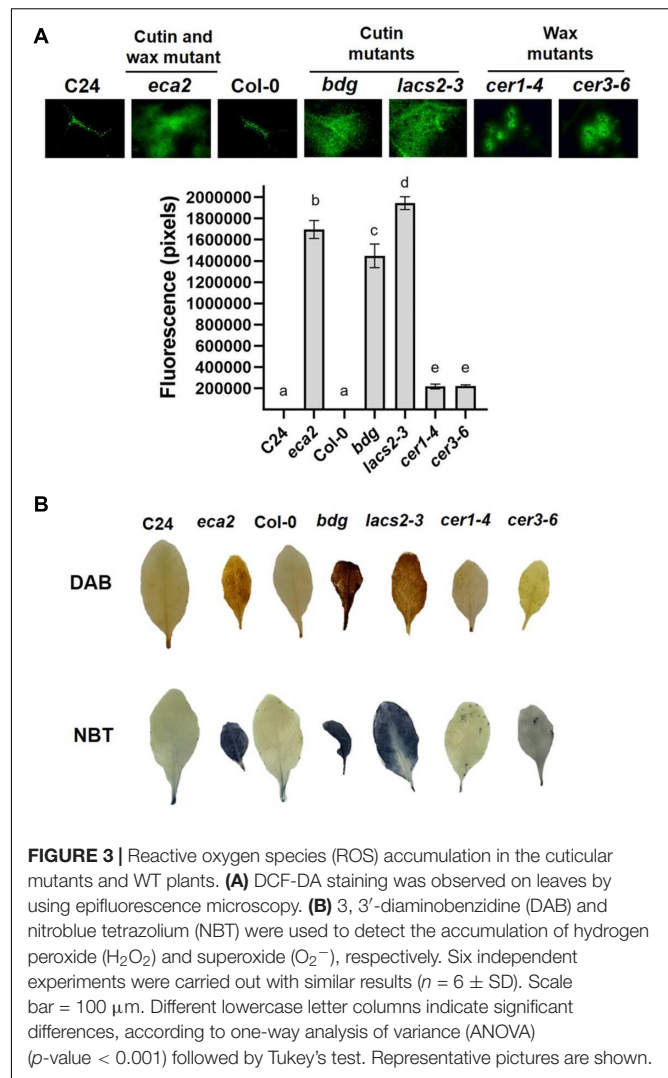 A
Cutin and Cutin Wax
wax mutant mutants mutants
C24 eca2 Col-0 bdg lacs2-3 cer1-4 cer3-6
Fluorescence (pixels)
2000000
1800000
1600000
1400000
1200000
1000000
800000
600000
400000
200000
a b a c d e e
C24 eca2 Col-0 bdg lacs2-3 cer1-4 cer3-6
B
C24 eca2 Col-0 bdg lacs2-3 cer1-4 cer3-6
DAB
NBT
FIGURE 3 | Reactive oxygen species (ROS) accumulation in the cuticular
mutants and WT plants. (A) DCF-DA staining was observed on leaves by
using epifluorescence microscopy. (B) 3, 3′-diaminobenzidine (DAB) and
nitroblue tetrazolium (NBT) were used to detect the accumulation of hydrogen
peroxide (H₂O₂) and superoxide (O₂⁻), respectively. Six independent
experiments were carried out with similar results (n = 6 ± SD). Scale
bar = 100 μm. Different lowercase letter columns indicate significant
differences, according to one-way analysis of variance (ANOVA)
(p-value < 0.001) followed by Tukey's test. Representative pictures are shown.